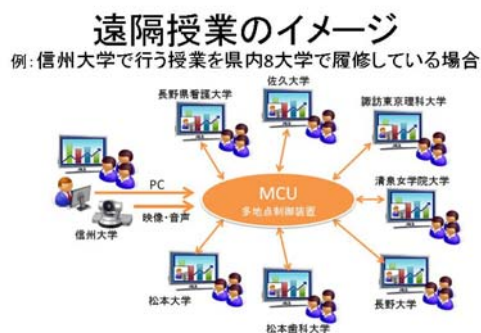 遠隔授業のイメージ
例：信州大学で行う授業を県内8大学で履修している場合
佐久大学
長野県看護大学
諏訪東京理科大学
PC
MCU
多地点制御装置
清泉女学院大学
映像・音声
信州大学
松本大学
松本歯科大学
長野大学